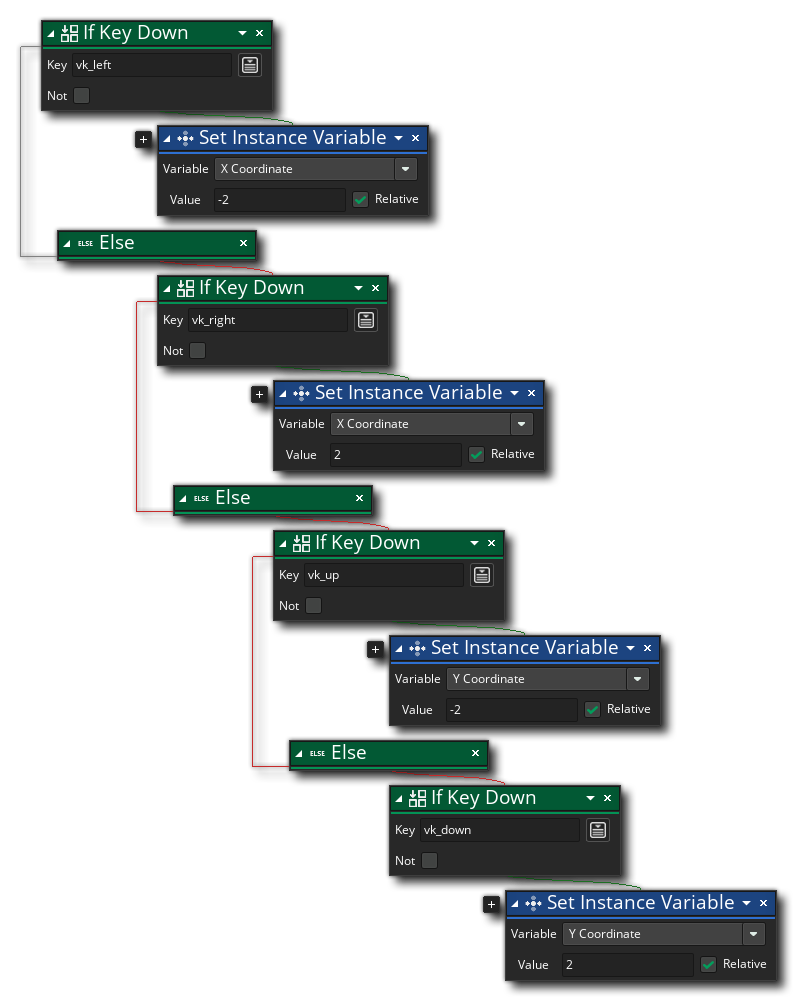 If Key Down
Key vk_left
Not
Set Instance Variable
Variable X Coordinate
Value -2 Relative
ELSE Else
If Key Down
Key vk_right
Not
Set Instance Variable
Variable X Coordinate
Value 2 Relative
ELSE Else
If Key Down
Key vk_up
Not
Set Instance Variable
Variable Y Coordinate
Value -2 Relative
ELSE Else
If Key Down
Key vk_down
Not
Set Instance Variable
Variable Y Coordinate
Value 2 Relative